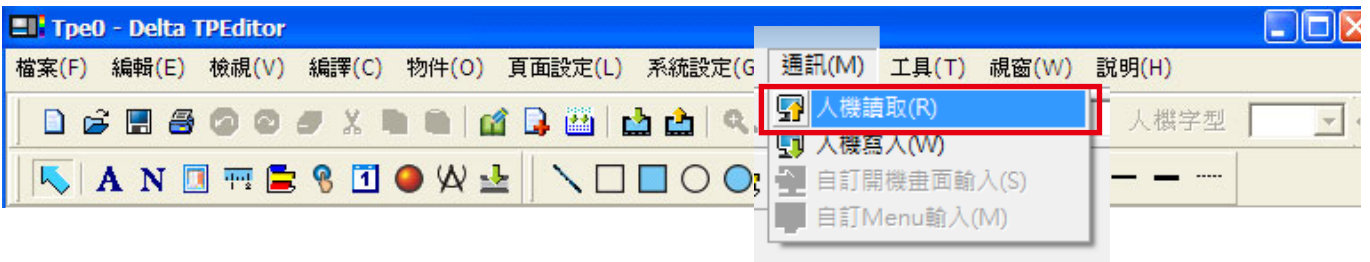 Tpe0 - Delta TPEditor
檔案(F) 編輯(E) 檢視(V) 編譯(C) 物件(O) 頁面設定(L) 系統設定(G 通訊(M) 工具(T) 視窗(W) 說明(H)
人機讀取(R)
人機字型
人機寫入(W)
自訂開機畫面輸入(S)
自訂Menu輸入(M)
A N 1